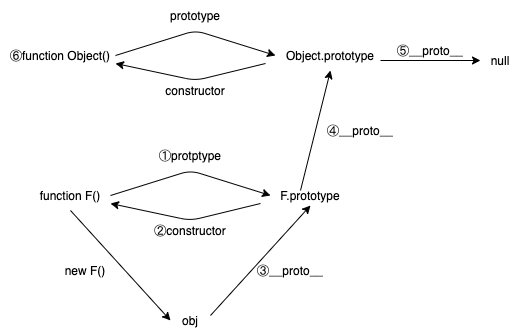 prototype
⑥function Object()
Object.prototype
⑤__proto__
null
constructor
④__proto__
①protptype
function F()
F.prototype
②constructor
new F()
③__proto__
obj